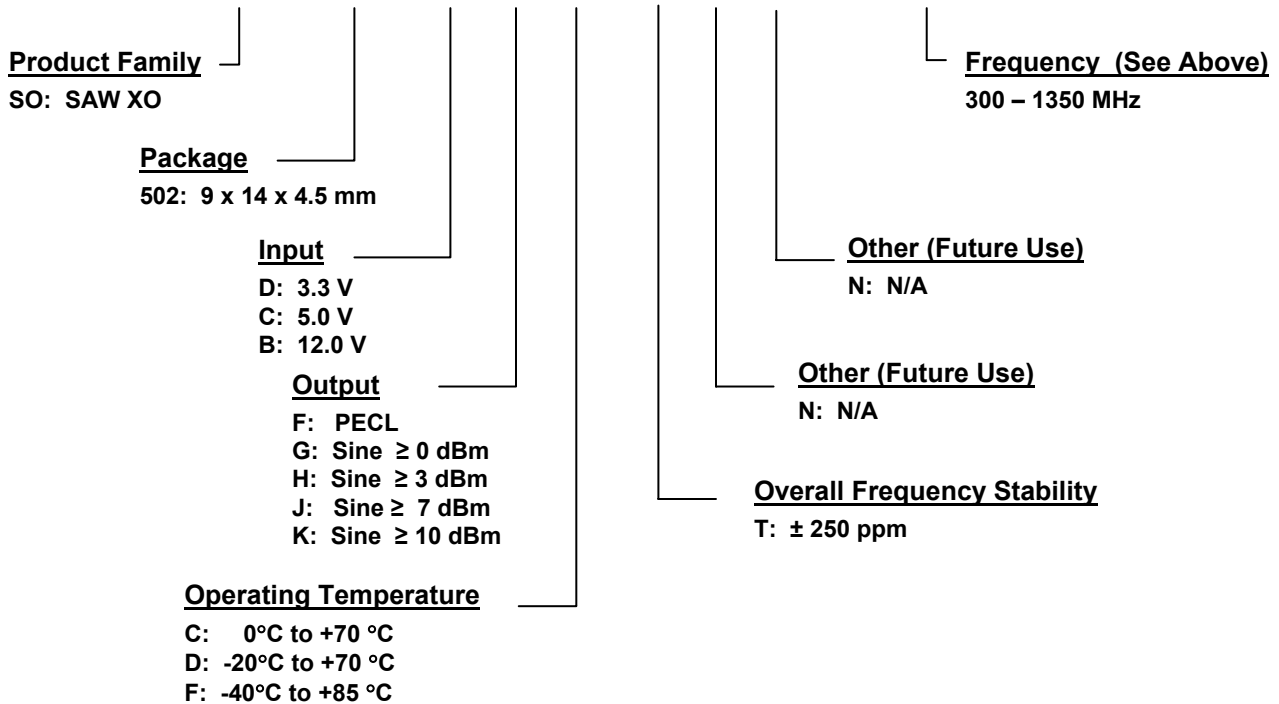 Product Family
SO: SAW XO
Frequency (See Above)
300 – 1350 MHz
Package
502: 9 x 14 x 4.5 mm
Input
D: 3.3 V
C: 5.0 V
B: 12.0 V
Other (Future Use)
N: N/A
Output
F: PECL
G: Sine ≥ 0 dBm
H: Sine ≥ 3 dBm
J: Sine ≥ 7 dBm
K: Sine ≥ 10 dBm
Other (Future Use)
N: N/A
Overall Frequency Stability
T: ± 250 ppm
Operating Temperature
C: 0°C to +70 °C
D: -20°C to +70 °C
F: -40°C to +85 °C